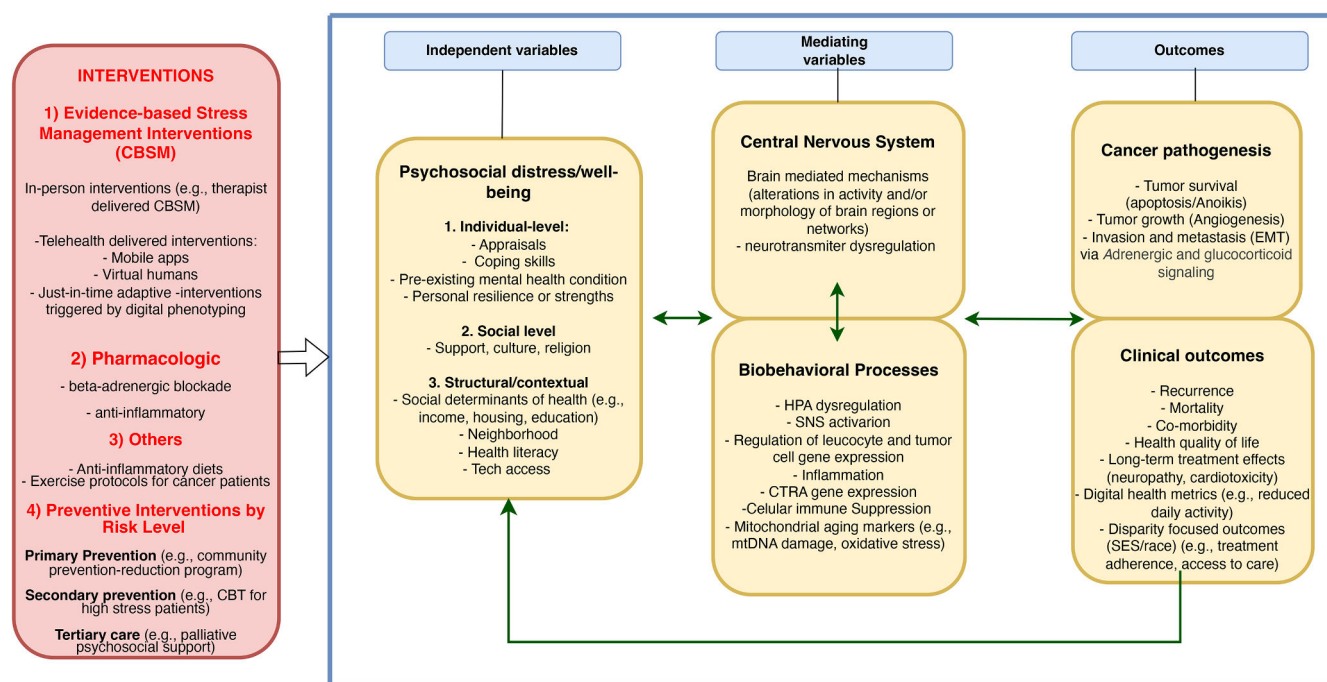 INTERVENTIONS
1) Evidence-based Stress
Management Interventions
(CBSM)
In-person interventions (e.g., therapist
delivered CBSM)
-Telehealth delivered interventions:
- Mobile apps
- Virtual humans
- Just-in-time adaptive -interventions
triggered by digital phenotyping
2) Pharmacologic
- beta-adrenergic blockade
- anti-inflammatory
3) Others
- Anti-inflammatory diets
- Exercise protocols for cancer patients
4) Preventive Interventions by
Risk Level
Primary Prevention (e.g., community
prevention-reduction program)
Secondary prevention (e.g., CBT for
high stress patients)
Tertiary care (e.g., palliative
psychosocial support)
Independent variables
Psychosocial distress/well-
being
1. Individual-level:
- Appraisals
- Coping skills
- Pre-existing mental health condition
- Personal resilience or strengths
2. Social level
- Support, culture, religion
3. Structural/contextual
- Social determinants of health (e.g.,
income, housing, education)
- Neighborhood
- Health literacy
- Tech access
Mediating
variables
Central Nervous System
Brain mediated mechanisms
(alterations in activity and/or
morphology of brain regions or
networks)
- neurotransmiter dysregulation
Biobehavioral Processes
- HPA dysregulation
- SNS activarion
- Regulation of leucocyte and tumor
cell gene expression
- Inflammation
- CTRA gene expression
-Celular immune Suppression
- Mitochondrial aging markers (e.g.,
mtDNA damage, oxidative stress)
Outcomes
Cancer pathogenesis
- Tumor survival
(apoptosis/Anoikis)
- Tumor growth (Angiogenesis)
- Invasion and metastasis (EMT)
via Adrenergic and glucocorticoid
signaling
Clinical outcomes
- Recurrence
- Mortality
- Co-morbidity
- Health quality of life
- Long-term treatment effects
(neuropathy, cardiotoxicity)
- Digital health metrics (e.g., reduced
daily activity)
- Disparity focused outcomes
(SES/race) (e.g., treatment
adherence, access to care)